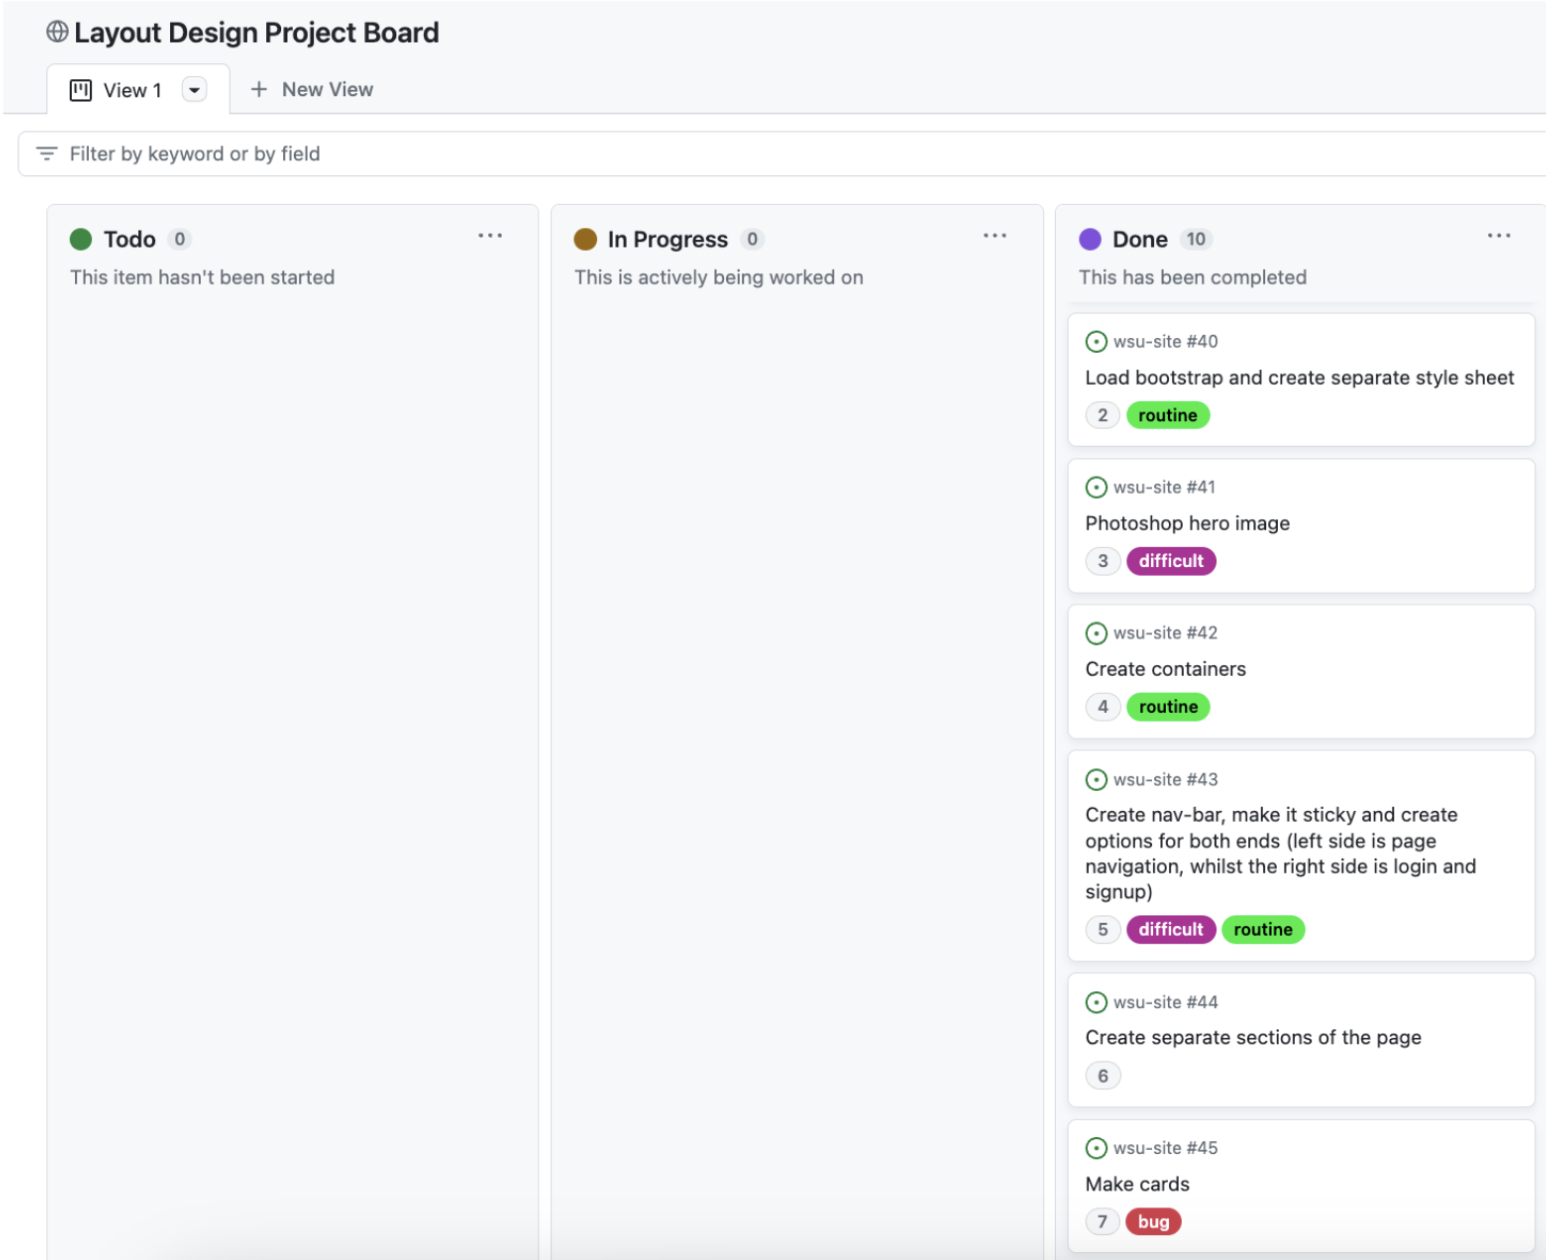 Layout Design Project Board
View 1
New View
Filter by keyword or by field
Todo 0
This item hasn't been started
In Progress 0
This is actively being worked on
Done 10
This has been completed
wsu-site #40
Load bootstrap and create separate style sheet
2 routine
wsu-site #41
Photoshop hero image
3 difficult
wsu-site #42
Create containers
4 routine
wsu-site #43
Create nav-bar, make it sticky and create
options for both ends (left side is page
navigation, whilst the right side is login and
signup)
5 difficult routine
wsu-site #44
Create separate sections of the page
6
wsu-site #45
Make cards
7 bug